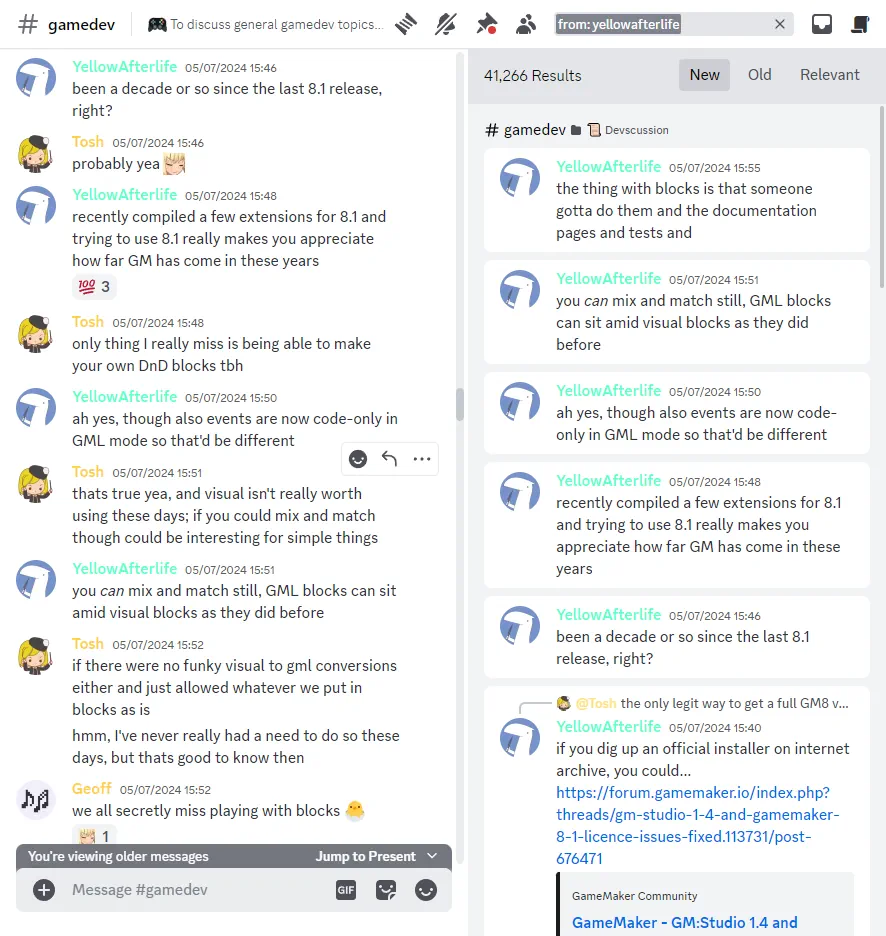 gamedev
To discuss general gamedev topics...
from: yellowafterlife
YellowAfterlife 05/07/2024 15:46
been a decade or so since the last 8.1 release,
right?
Tosh 05/07/2024 15:46
probably yea
YellowAfterlife 05/07/2024 15:48
recently compiled a few extensions for 8.1 and
trying to use 8.1 really makes you appreciate
how far GM has come in these years
100 3
Tosh 05/07/2024 15:48
only thing I really miss is being able to make
your own DnD blocks tbh
YellowAfterlife 05/07/2024 15:50
ah yes, though also events are now code-only in
GML mode so that'd be different
Tosh 05/07/2024 15:51
thats true yea, and visual isn't really worth
using these days; if you could mix and match
though could be interesting for simple things
YellowAfterlife 05/07/2024 15:51
you can mix and match still, GML blocks can sit
amid visual blocks as they did before
Tosh 05/07/2024 15:52
if there were no funky visual to gml conversions
either and just allowed whatever we put in
blocks as is
hmm, I've never really had a need to do so these
days, but thats good to know then
Geoff 05/07/2024 15:52
we all secretly miss playing with blocks
1
You're viewing older messages
Jump to Present
Message #gamedev
GIF
41,266 Results
New
Old
Relevant
# gamedev Devscussion
YellowAfterlife 05/07/2024 15:55
the thing with blocks is that someone
gotta do them and the documentation
pages and tests and
YellowAfterlife 05/07/2024 15:51
you can mix and match still, GML blocks
can sit amid visual blocks as they did
before
YellowAfterlife 05/07/2024 15:50
ah yes, though also events are now code-
only in GML mode so that'd be different
YellowAfterlife 05/07/2024 15:48
recently compiled a few extensions for 8.1
and trying to use 8.1 really makes you
appreciate how far GM has come in these
years
YellowAfterlife 05/07/2024 15:46
been a decade or so since the last 8.1
release, right?
@Tosh the only legit way to get a full GM8 v...
YellowAfterlife 05/07/2024 15:40
if you dig up an official installer on internet
archive, you could...
https://forum.gamemaker.io/index.php?
threads/gm-studio-1-4-and-gamemaker-
8-1-licence-issues-fixed.113731/post-
676471
GameMaker Community
GameMaker - GM:Studio 1.4 and